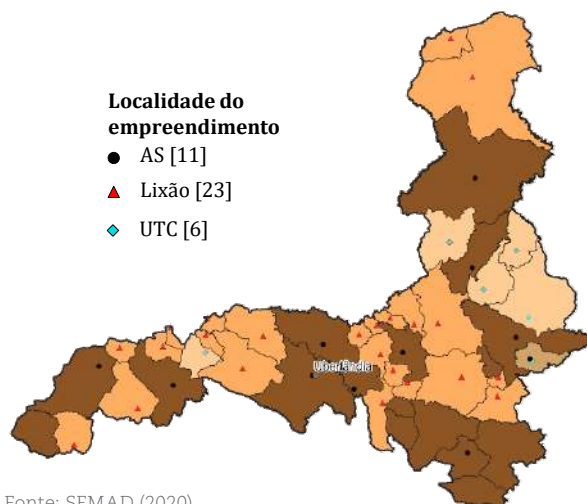 Localidade do
empreendimento
AS [11]
Lixão [23]
UTC [6]
Uberlândia
Fonte: SEMAD (2020)